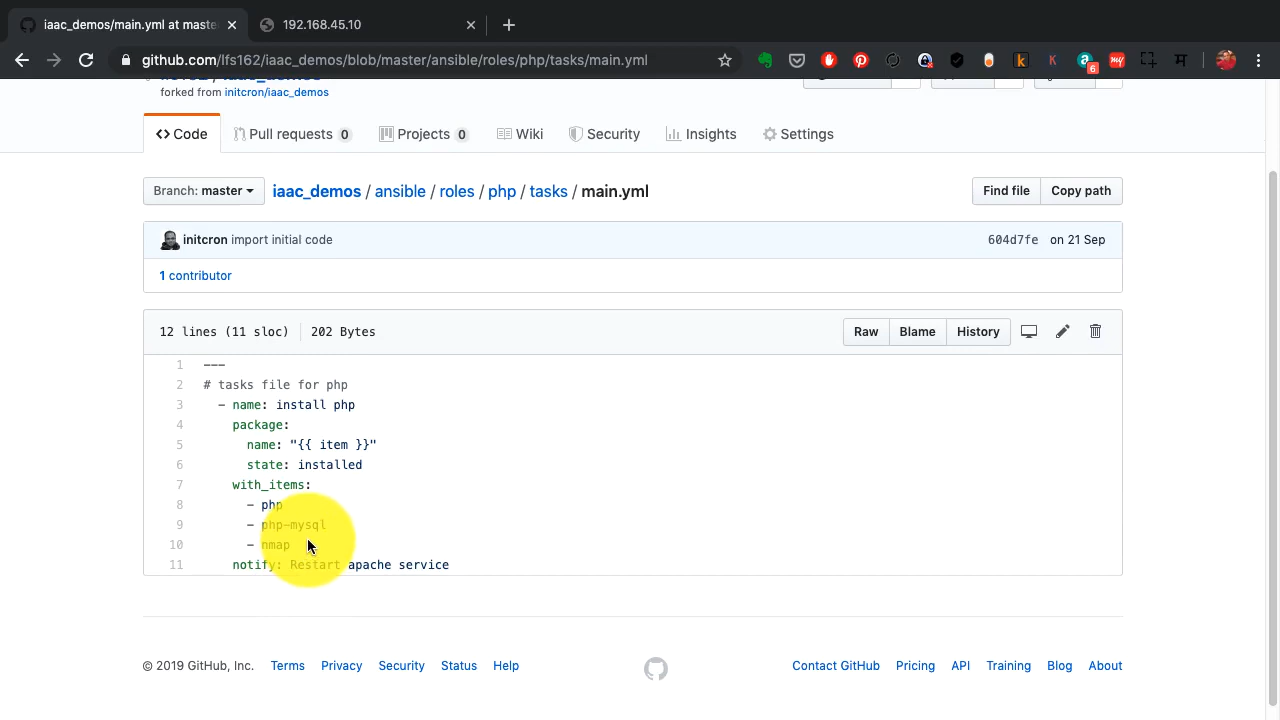 iaac_demos/main.yml at maste
192.168.45.10
github.com/lfs162/iaac_demos/blob/master/ansible/roles/php/tasks/main.yml
6
my
forked from initcron/iaac_demos
<> Code
Pull requests 0
Projects 0
Wiki
Security
Insights
Settings
Branch: master
iaac_demos / ansible / roles / php / tasks / main.yml
Find file
Copy path
initcron import initial code
604d7fe on 21 Sep
1 contributor
12 lines (11 sloc)
202 Bytes
Raw
Blame
History
1 ---
2 # tasks file for php
3 - name: install php
4 package:
5 name: "{{ item }}"
6 state: installed
7 with_items:
8 - php
9 - php-mysql
10 - nmap
11 notify: Restart apache service
© 2019 GitHub, Inc.
Terms
Privacy
Security
Status
Help
Contact GitHub
Pricing
API
Training
Blog
About